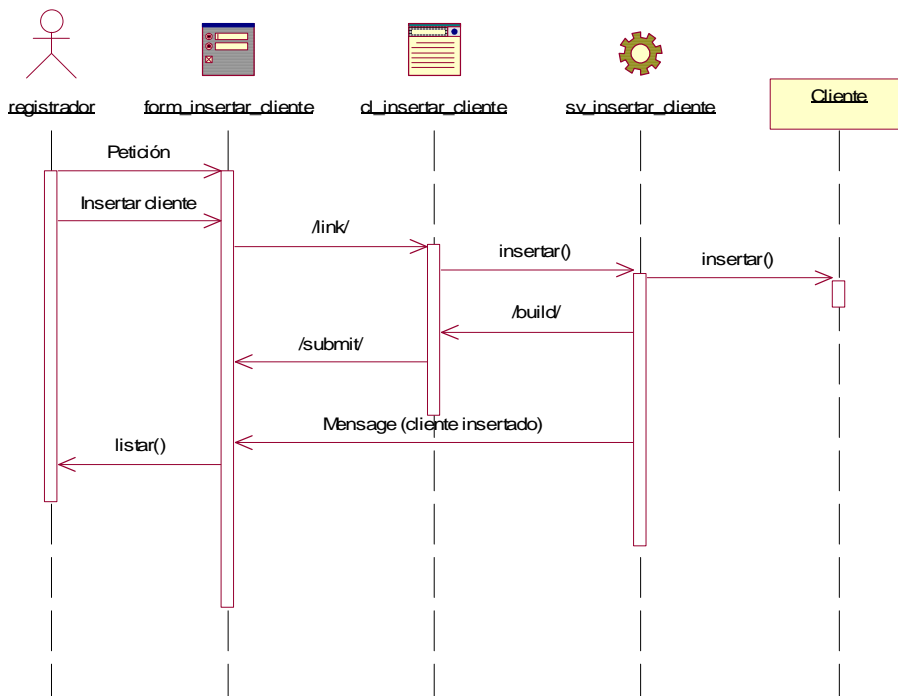 registrador
form_insertar_cliente
cl_insertar_cliente
sv_insertar_cliente
Cliente
Petición
Insertar cliente
/link/
insertar()
insertar()
/build/
/submit/
Mensage (cliente insertado)
listar()